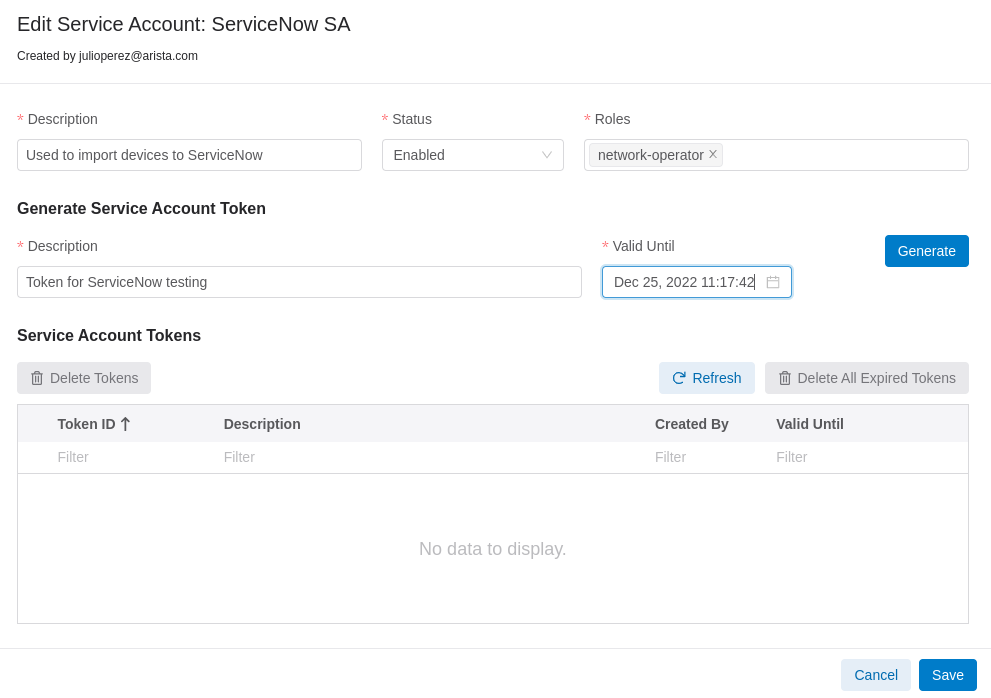 Edit Service Account: ServiceNow SA
Created by julioperez@arista.com
* Description * Status * Roles
Used to import devices to ServiceNow Enabled network-operator
Generate Service Account Token
* Description * Valid Until Generate
Token for ServiceNow testing Dec 25, 2022 11:17:42
Service Account Tokens
Delete Tokens Refresh Delete All Expired Tokens
Token ID Description Created By Valid Until
Filter Filter Filter Filter
No data to display.
Cancel Save